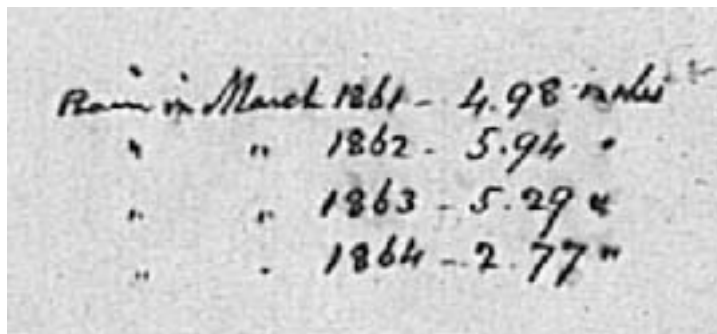 Rain in March 1861 - 4.98 inches
" " 1862 - 5.94 "
" " 1863 - 5.29 "
" " 1864 - 2.77 "